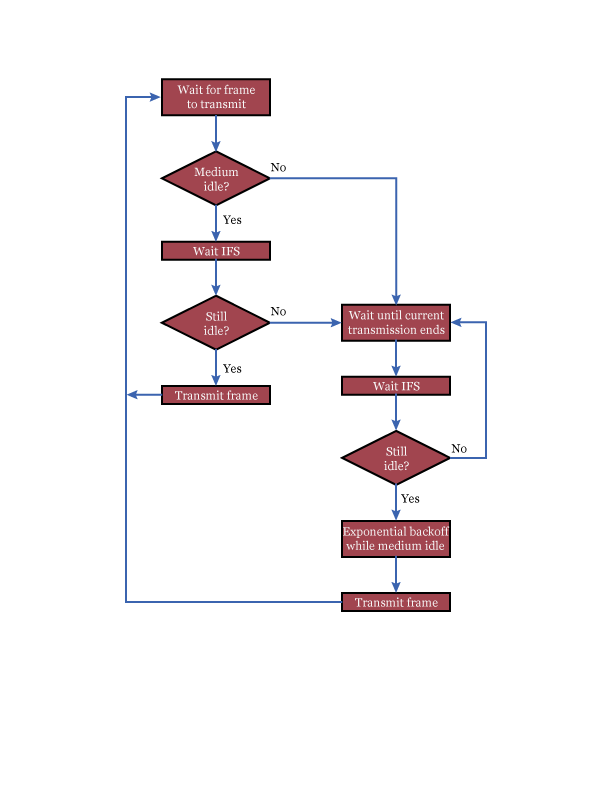 Wait for frame
to transmit
Medium
idle?
No
Yes
Wait IFS
Still
idle?
No
Yes
Transmit frame
Wait until current
transmission ends
Wait IFS
Still
idle?
No
Yes
Exponential backoff
while medium idle
Transmit frame